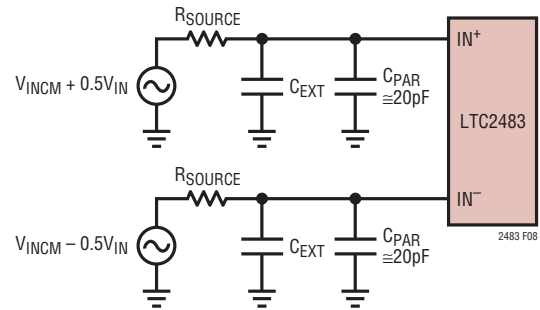 RSOURCE
VINCM + 0.5VIN
CEXT
CPAR
≅20pF
IN+
LTC2483
RSOURCE
VINCM – 0.5VIN
CEXT
CPAR
≅20pF
IN–
2483 F08